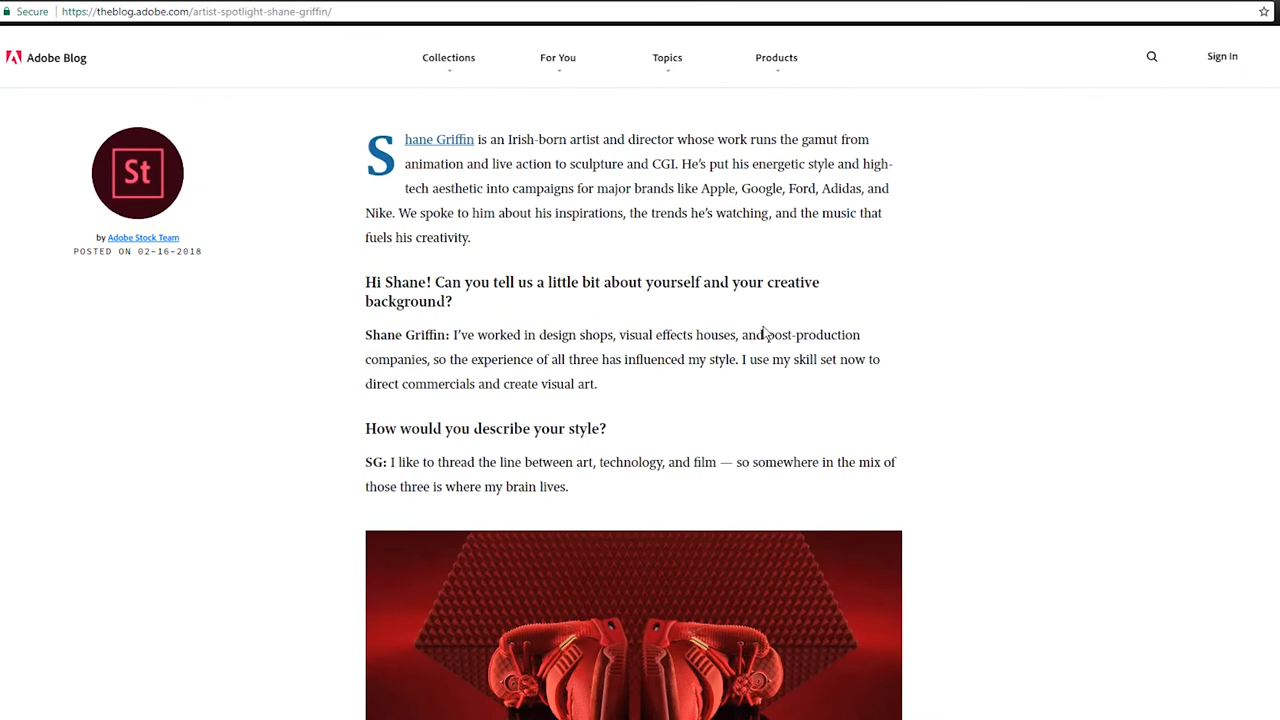 Secure https://theblog.adobe.com/artist-spotlight-shane-griffin/
Adobe Blog
Collections
For You
Topics
Products
Sign In
St
by Adobe Stock Team
POSTED ON 02-16-2018
Shane Griffin is an Irish-born artist and director whose work runs the gamut from
animation and live action to sculpture and CGI. He's put his energetic style and high-
tech aesthetic into campaigns for major brands like Apple, Google, Ford, Adidas, and
Nike. We spoke to him about his inspirations, the trends he's watching, and the music that
fuels his creativity.
Hi Shane! Can you tell us a little bit about yourself and your creative
background?
Shane Griffin: I've worked in design shops, visual effects houses, and post-production
companies, so the experience of all three has influenced my style. I use my skill set now to
direct commercials and create visual art.
How would you describe your style?
SG: I like to thread the line between art, technology, and film — so somewhere in the mix of
those three is where my brain lives.